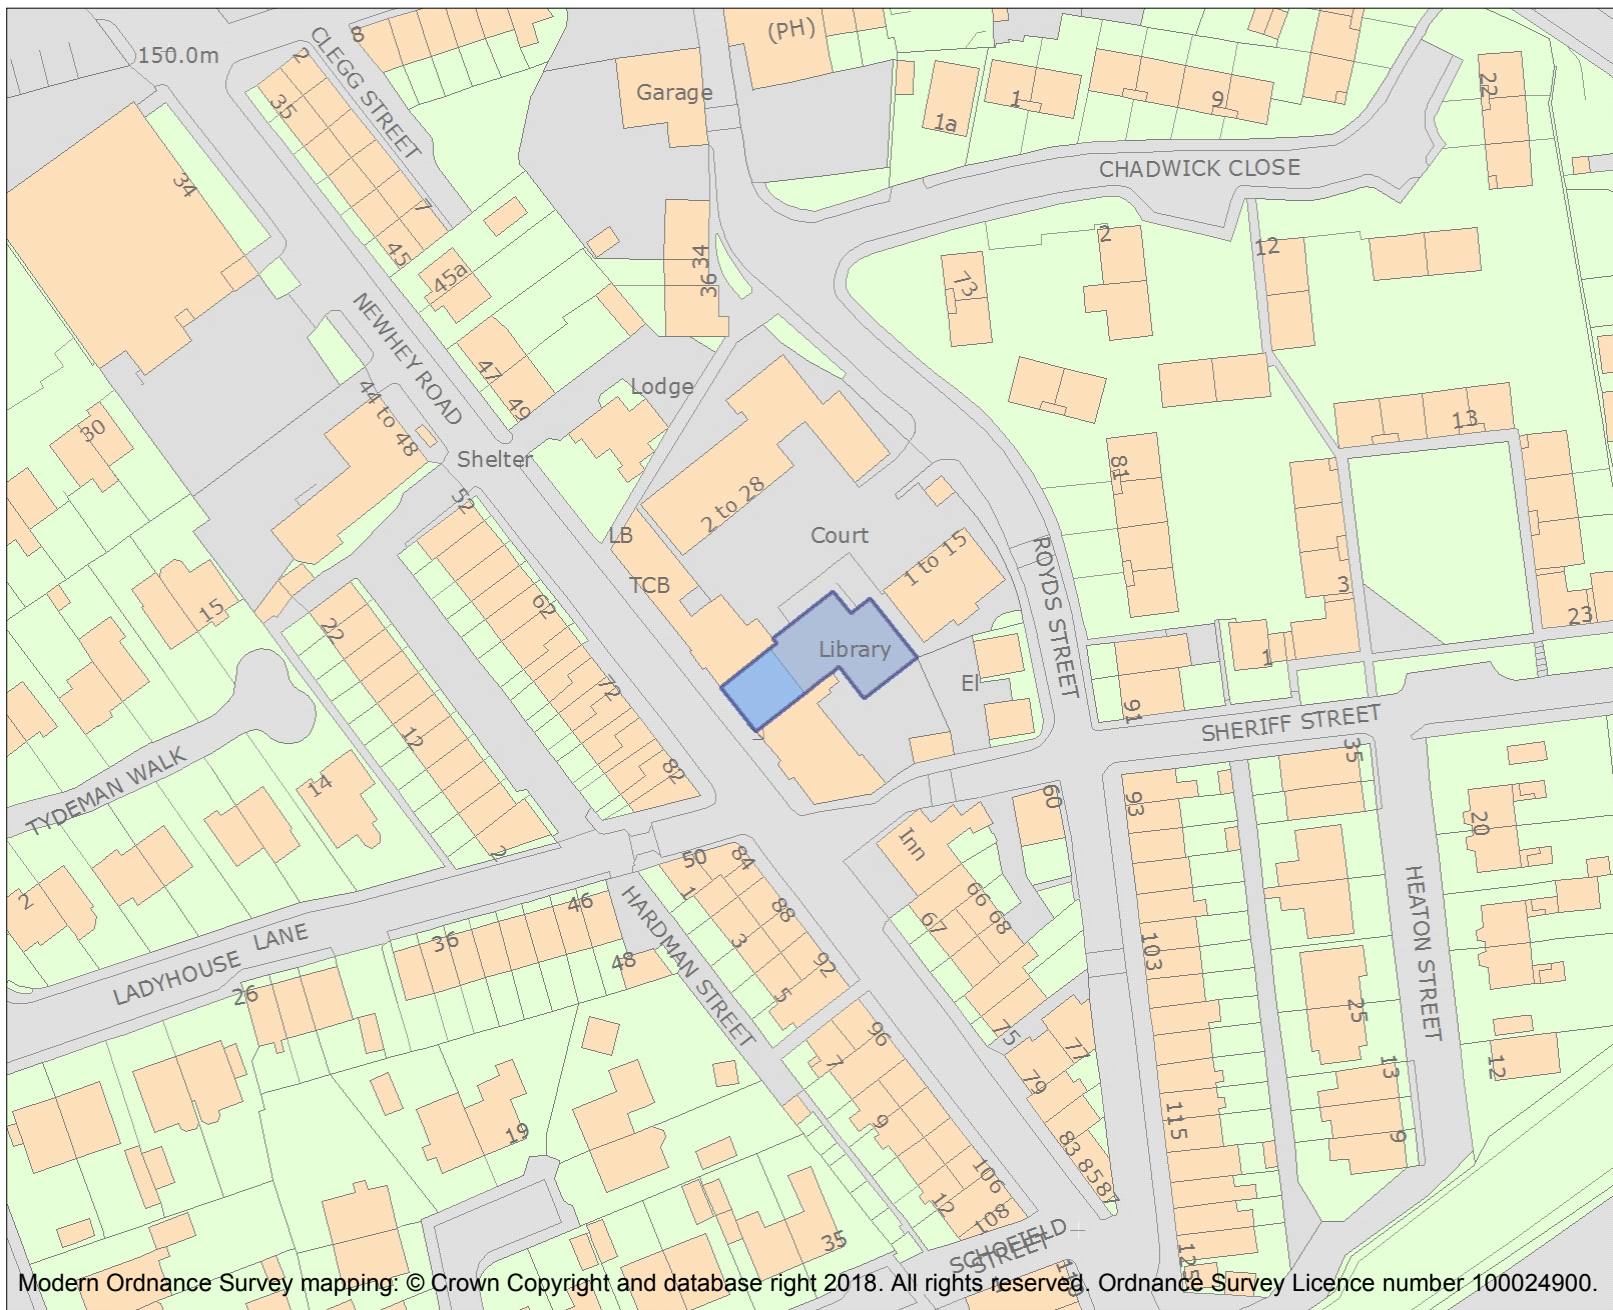 150.0m
CLEGG STREET
8
2
35
34
7
45
45a
(PH)
Garage
1a
1
9
22
CHADWICK CLOSE
34
36
73
2
12
NEWHEY ROAD
47
49
Lodge
44 to 48
30
Shelter
52
13
81
2 to 28
LB
Court
1 to 15
TCB
ROYDS STREET
3
23
15
22
62
Library
El
1
72
91
SHERIFF STREET
35
12
82
14
TYDEMAN WALK
2
2
50
84
Inn
60
93
20
1
88
66
68
67
46
36
HARDMAN STREET
3
92
48
5
LADYHOUSE LANE
26
103
HEATON STREET
25
96
75
77
7
79
13
12
9
19
9
115
83
85
87
106
12
108
35
SCHOFIELD
STREET
125
Modern Ordnance Survey mapping: © Crown Copyright and database right 2018. All rights reserved. Ordnance Survey Licence number 100024900.